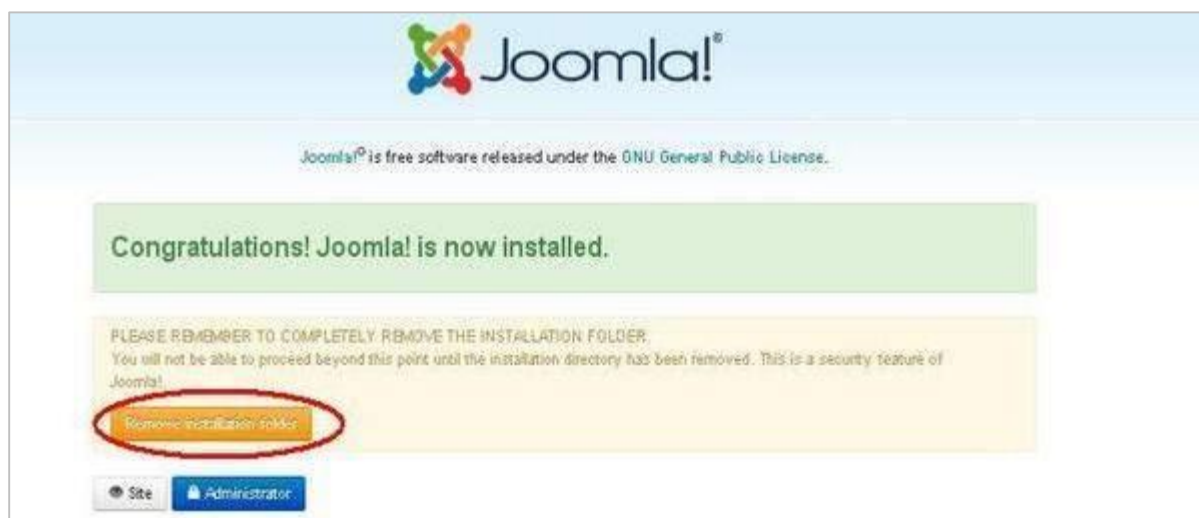 Joomla!®
Joomla!® is free software released under the GNU General Public License.
Congratulations! Joomla! is now installed.
PLEASE REMEMBER TO COMPLETELY REMOVE THE INSTALLATION FOLDER.
You will not be able to proceed beyond this point until the installation directory has been removed. This is a security feature of
Joomla!
Remove installation folder
Site
Administrator